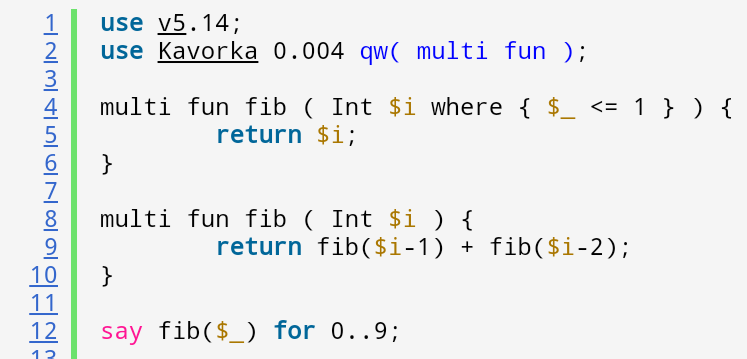 1 use v5.14;
2 use Kavorka 0.004 qw( multi fun );
3
4 multi fun fib ( Int $i where { $_ <= 1 } ) {
5 return $i;
6 }
7
8 multi fun fib ( Int $i ) {
9 return fib($i-1) + fib($i-2);
10 }
11
12 say fib($_) for 0..9;
13